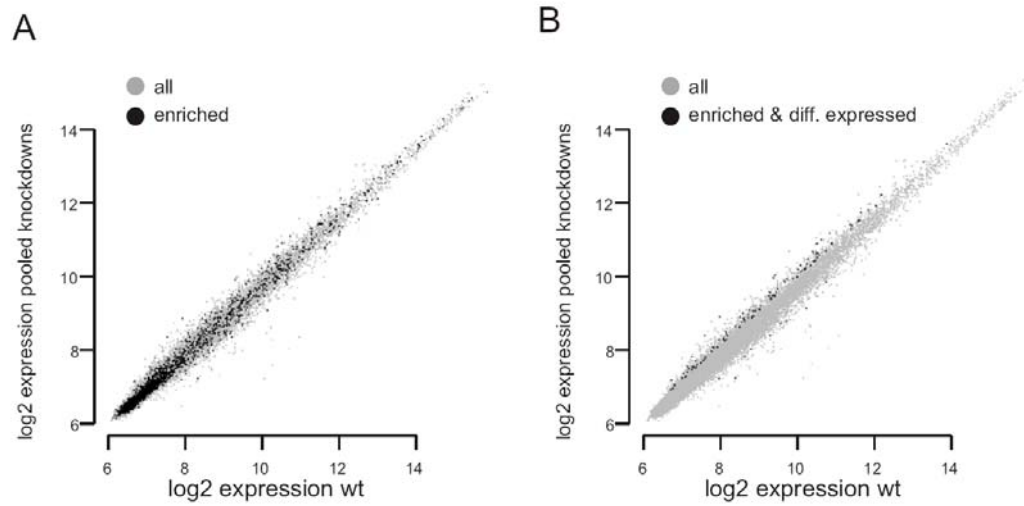 A
all
enriched
log2 expression pooled knockdowns
14
12
10
8
6
6 8 10 12 14
log2 expression wt
B
all
enriched & diff. expressed
log2 expression pooled knockdowns
14
12
10
8
6
6 8 10 12 14
log2 expression wt